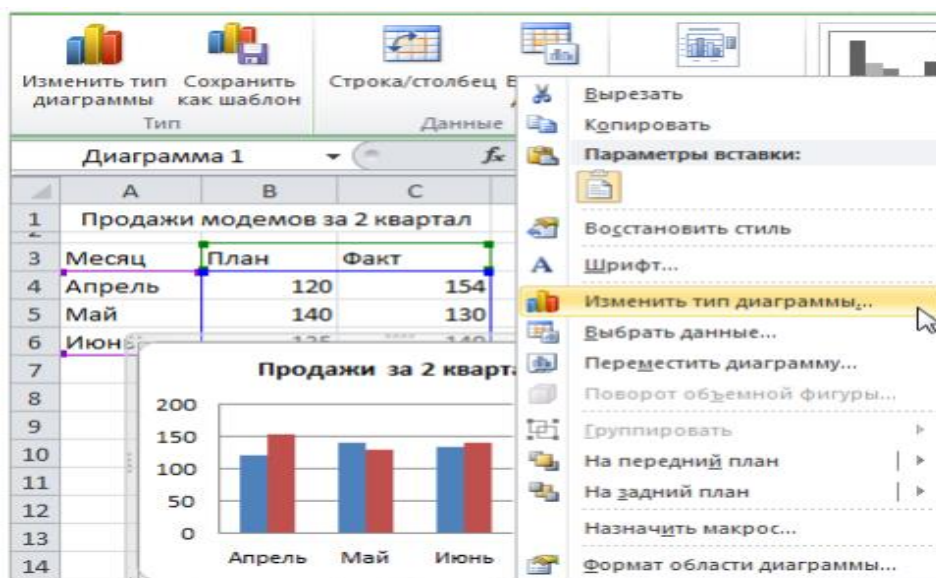 Изменить тип Сохранить Строка/столбец
диаграммы как шаблон
Тип Данные
Диаграмма 1 fx
A B C
1 Продажи модемов за 2 квартал
2
3 Месяц План Факт
4 Апрель 120 154
5 Май 140 130
6
7
8
9
10
11
12
13
14
Продажи за 2
200
150
100
50
0
Апрель Май Июнь
Вырезать
Копировать
Параметры вставки:
Восстановить стиль
Шрифт...
Изменить тип диаграммы...
Выбрать данные...
Переместить диаграмму...
Поворот объемной фигуры...
Группировать
На передний план
На задний план
Назначить макрос...
Формат области диаграммы...